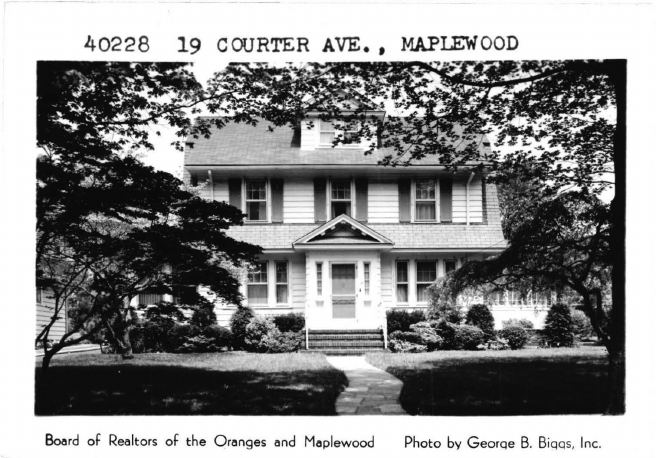 40228 19 COURTER AVE., MAPLEWOOD
Board of Realtors of the Oranges and Maplewood Photo by George B. Biggs, Inc.